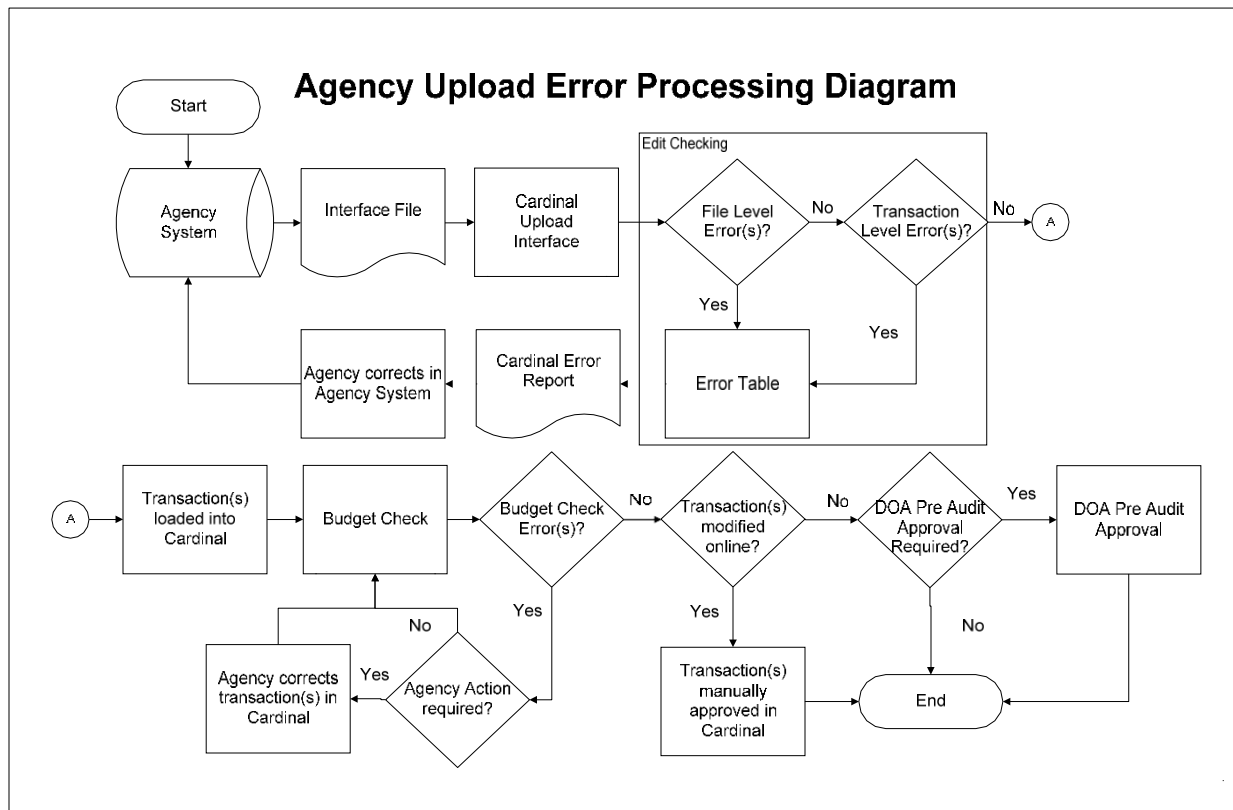 Agency Upload Error Processing Diagram
Start
Edit Checking
Agency
System
Interface File
Cardinal
Upload
Interface
File Level
Error(s)?
No
Transaction
Level Error(s)?
No
A
Yes
Yes
Agency corrects in
Agency System
Cardinal Error
Report
Error Table
A
Transaction(s)
loaded into
Cardinal
Budget Check
Budget Check
Error(s)?
No
Transaction(s)
modified
online?
No
DOA Pre Audit
Approval
Required?
Yes
DOA Pre Audit
Approval
Yes
No
Yes
No
Agency corrects
transaction(s) in
Cardinal
Yes
Agency Action
required?
Transaction(s)
manually
approved in
Cardinal
End